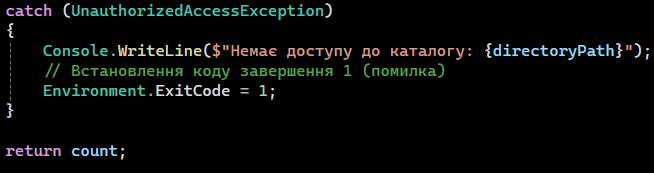 catch (UnauthorizedAccessException)
{
    Console.WriteLine($"Немає доступу до каталогу: {directoryPath}");
    // Встановлення коду завершення 1 (помилка)
    Environment.ExitCode = 1;
}
return count;